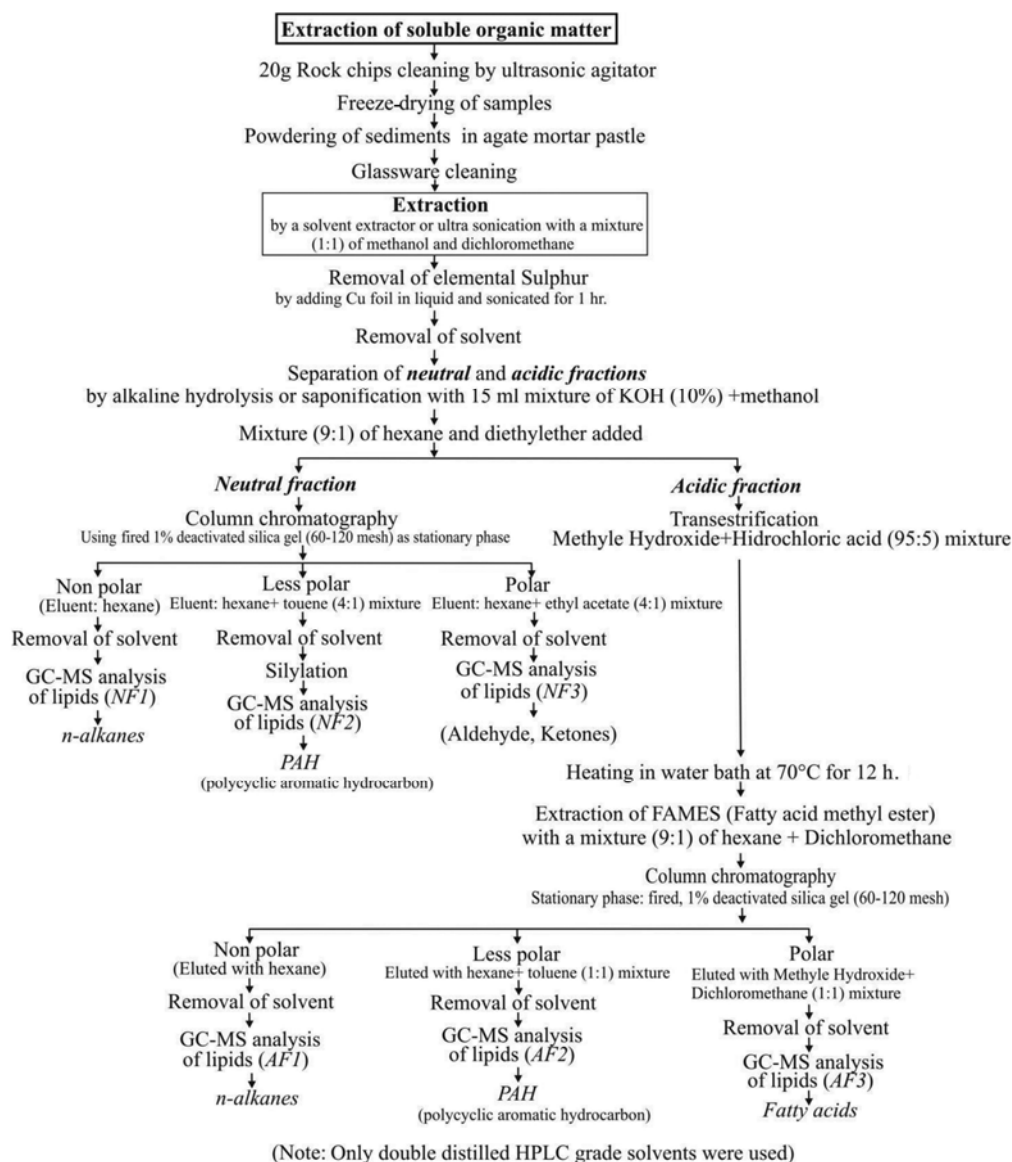 Extraction of soluble organic matter
20g Rock chips cleaning by ultrasonic agitator
Freeze-drying of samples
Powdering of sediments in agate mortar pastle
Glassware cleaning
Extraction
by a solvent extractor or ultra sonication with a mixture
(1:1) of methanol and dichloromethane
Removal of elemental Sulphur
by adding Cu foil in liquid and sonicated for 1 hr.
Removal of solvent
Separation of neutral and acidic fractions
by alkaline hydrolysis or saponification with 15 ml mixture of KOH (10%) +methanol
Mixture (9:1) of hexane and diethylether added
Neutral fraction
Column chromatography
Using fired 1% deactivated silica gel (60-120 mesh) as stationary phase
Non polar
(Eluent: hexane)
Removal of solvent
GC-MS analysis
of lipids (NF1)
n-alkanes
Less polar
Eluent: hexane+ touene (4:1) mixture
Removal of solvent
Silylation
GC-MS analysis
of lipids (NF2)
PAH
(polycyclic aromatic hydrocarbon)
Polar
Eluent: hexane+ ethyl acetate (4:1) mixture
Removal of solvent
GC-MS analysis
of lipids (NF3)
(Aldehyde, Ketones)
Acidic fraction
Transestrification
Methyle Hydroxide+Hidrochloric acid (95:5) mixture
Heating in water bath at 70°C for 12 h.
Extraction of FAMES (Fatty acid methyl ester)
with a mixture (9:1) of hexane + Dichloromethane
Column chromatography
Stationary phase: fired, 1% deactivated silica gel (60-120 mesh)
Non polar
(Eluted with hexane)
Removal of solvent
GC-MS analysis
of lipids (AF1)
n-alkanes
Less polar
Eluted with hexane+ toluene (1:1) mixture
Removal of solvent
GC-MS analysis
of lipids (AF2)
PAH
(polycyclic aromatic hydrocarbon)
Polar
Eluted with Methyle Hydroxide+
Dichloromethane (1:1) mixture
Removal of solvent
GC-MS analysis
of lipids (AF3)
Fatty acids
(Note: Only double distilled HPLC grade solvents were used)